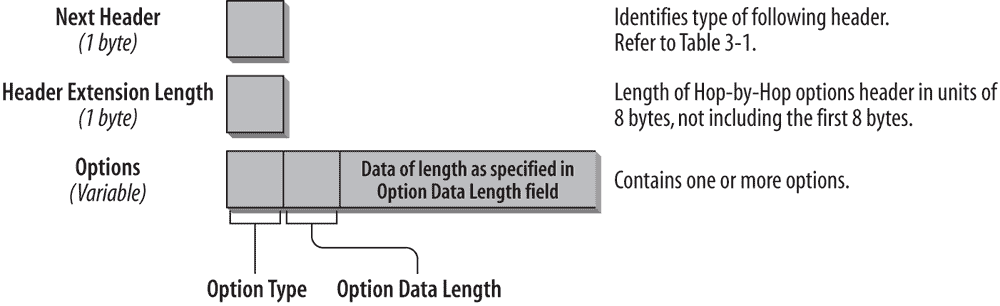 Next Header
(1 byte)
Identifies type of following header.
Refer to Table 3-1.
Header Extension Length
(1 byte)
Length of Hop-by-Hop options header in units of
8 bytes, not including the first 8 bytes.
Options
(Variable)
Data of length as specified in
Option Data Length field
Contains one or more options.
Option Type
Option Data Length